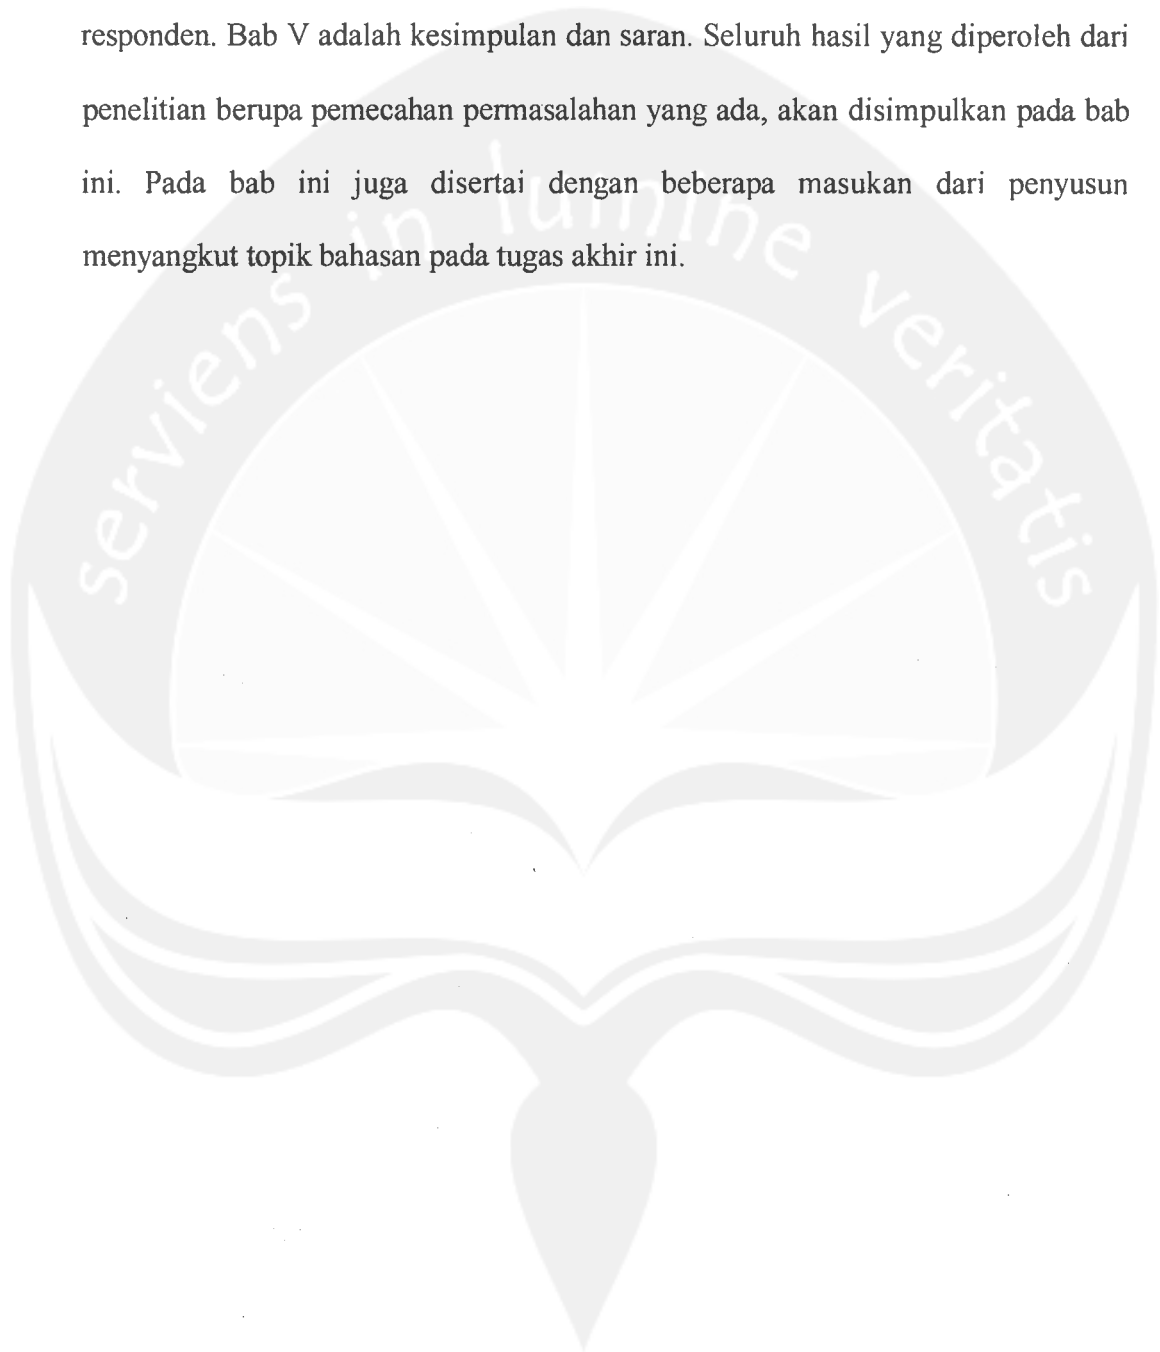 responden. Bab V adalah kesimpulan dan saran. Seluruh hasil yang diperoleh dari
penelitian berupa pemecahan permasalahan yang ada, akan disimpulkan pada bab
ini. Pada bab ini juga disertai dengan beberapa masukan dari penyusun
menyangkut topik bahasan pada tugas akhir ini.
serviens in lumine veritatis